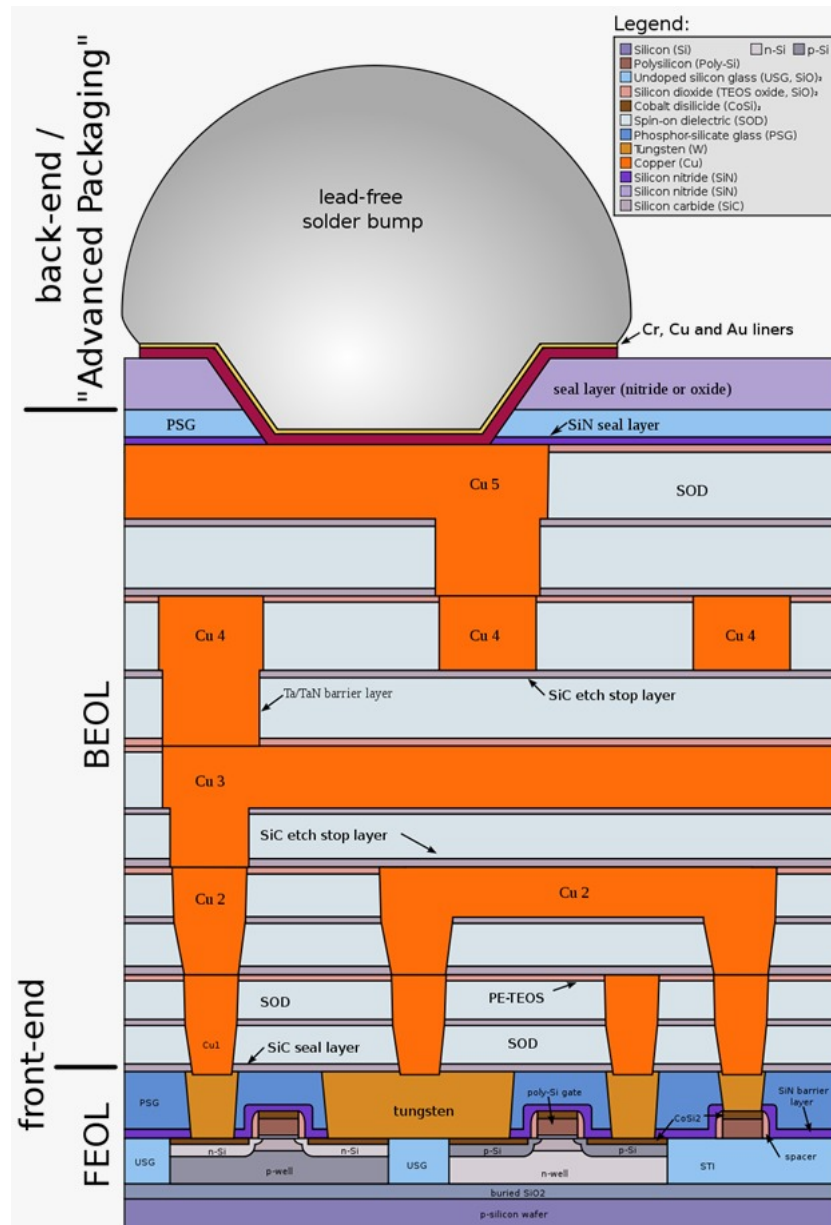 Legend:
Silicon (Si)
n-Si
p-Si
Polysilicon (Poly-Si)
Undoped silicon glass (USG, SiO)₂
Silicon dioxide (TEOS oxide, SiO)₂
Cobalt disilicide (CoSi)₂
Spin-on dielectric (SOD)
Phosphor-silicate glass (PSG)
Tungsten (W)
Copper (Cu)
Silicon nitride (SiN)
Silicon nitride (SiN)
Silicon carbide (SiC)
back-end /
"Advanced Packaging"
lead-free
solder bump
Cr, Cu and Au liners
seal layer (nitride or oxide)
PSG
SiN seal layer
Cu 5
SOD
BEOL
Cu 4
Cu 4
Cu 4
Ta/TaN barrier layer
SiC etch stop layer
Cu 3
SiC etch stop layer
Cu 2
Cu 2
front-end
SOD
PE-TEOS
Cu1
SiC seal layer
SOD
FEOL
PSG
tungsten
poly-Si gate
SiN barrier
layer
CoSi2
spacer
USG
n-Si
n-Si
p-well
USG
p-Si
p-Si
n-well
STI
buried SiO2
p-silicon wafer